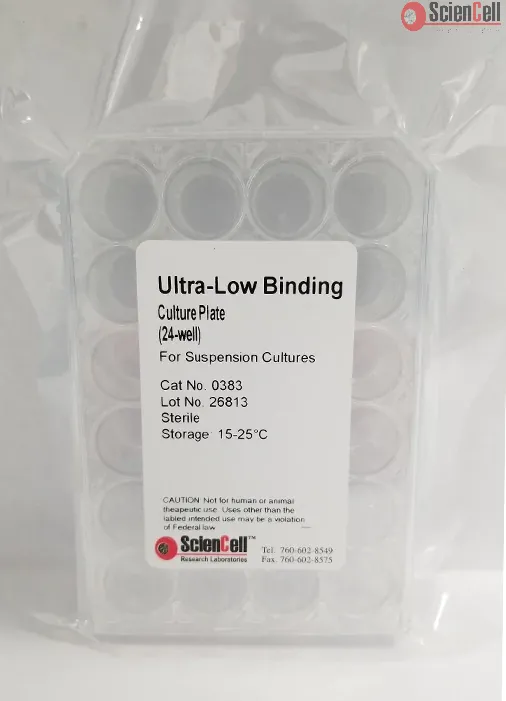 ScienCell
Ultra-Low Binding
Culture Plate
(24-well)
For Suspension Cultures
Cat No. 0383
Lot No. 26813
Sterile
Storage: 15-25°C
CAUTION: Not for human or animal
theapeutic use. Uses other than the
labled intended use may be a violation
of Federal law.
ScienCell™
Research Laboratories
Tel. 760-602-8549
Fax. 760-602-8575